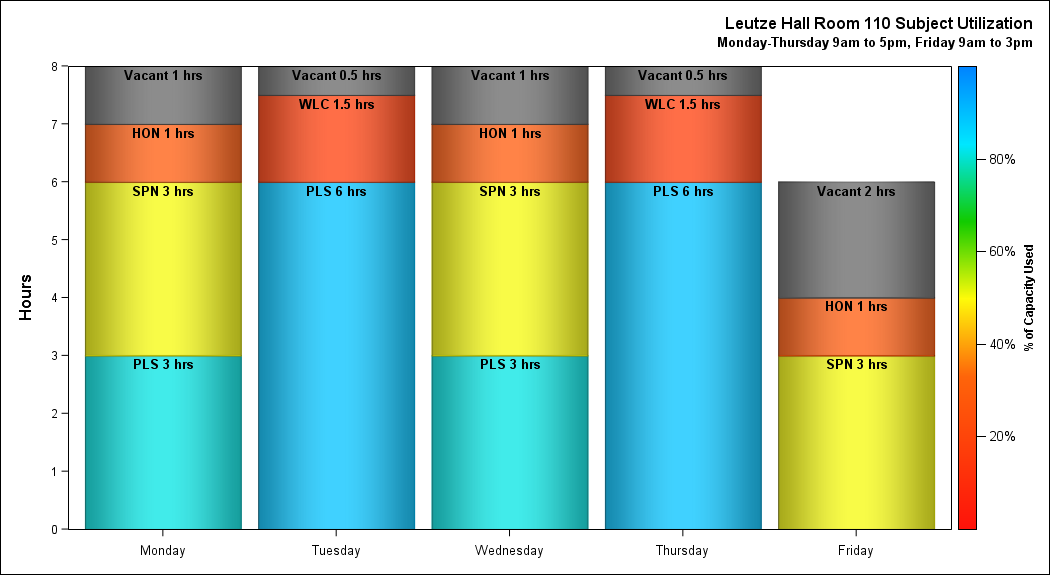 Leutze Hall Room 110 Subject Utilization
Monday-Thursday 9am to 5pm, Friday 9am to 3pm
Hours
8
7
6
5
4
3
2
1
0
Vacant 1 hrs
HON 1 hrs
SPN 3 hrs
PLS 3 hrs
Vacant 0.5 hrs
WLC 1.5 hrs
PLS 6 hrs
Vacant 1 hrs
HON 1 hrs
SPN 3 hrs
PLS 3 hrs
Vacant 0.5 hrs
WLC 1.5 hrs
PLS 6 hrs
Vacant 2 hrs
HON 1 hrs
SPN 3 hrs
Monday Tuesday Wednesday Thursday Friday
80%
60%
40%
20%
% of Capacity Used